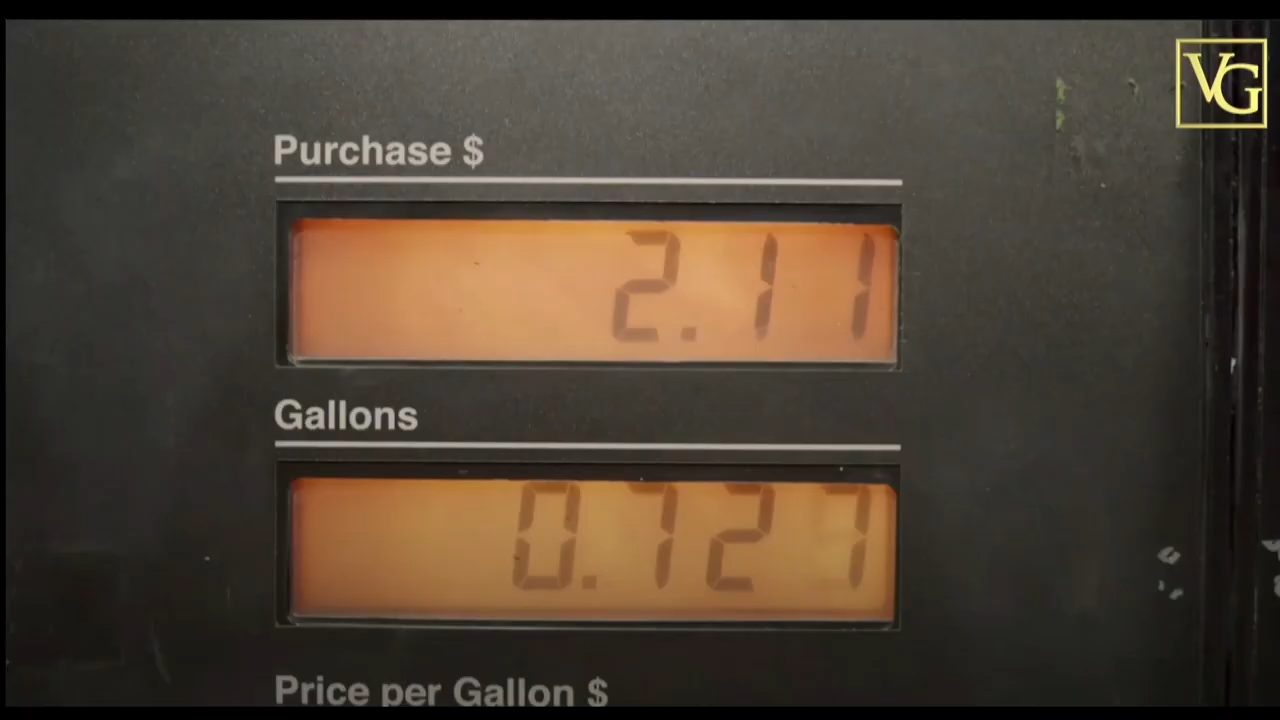 VG
Purchase $
2.11
Gallons
0.727
Price per Gallon $